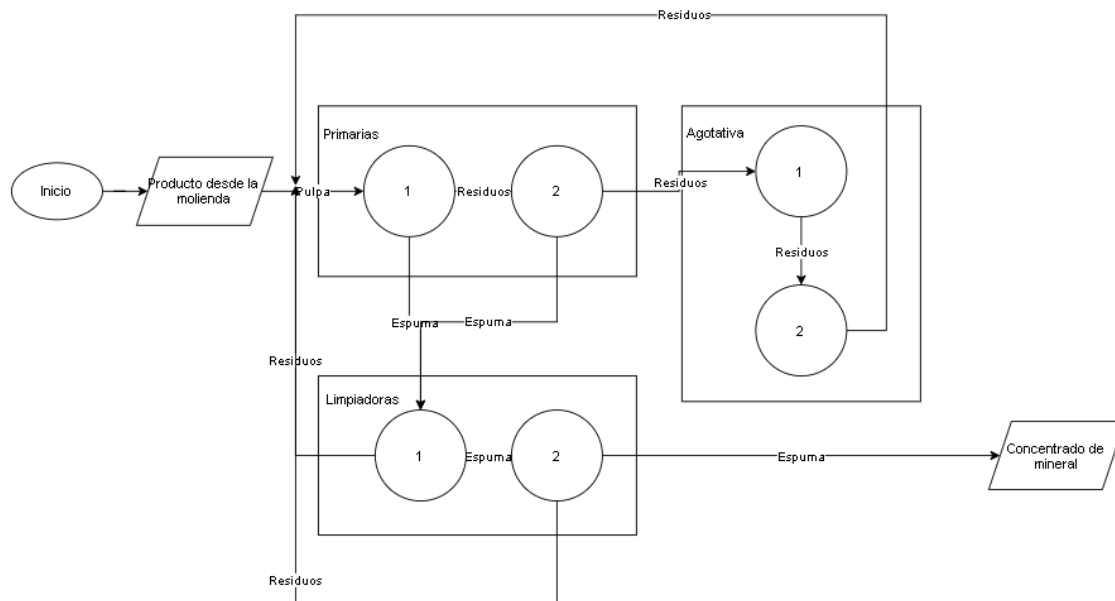 Residuos
Primarias
Agotativa
Inicio
Producto desde la
molienda
Pulpa
1
Residuos
2
Residuos
1
Residuos
Espuma
Espuma
2
Residuos
Limpiadoras
1
Espuma
2
Espuma
Concentrado de
mineral
Residuos